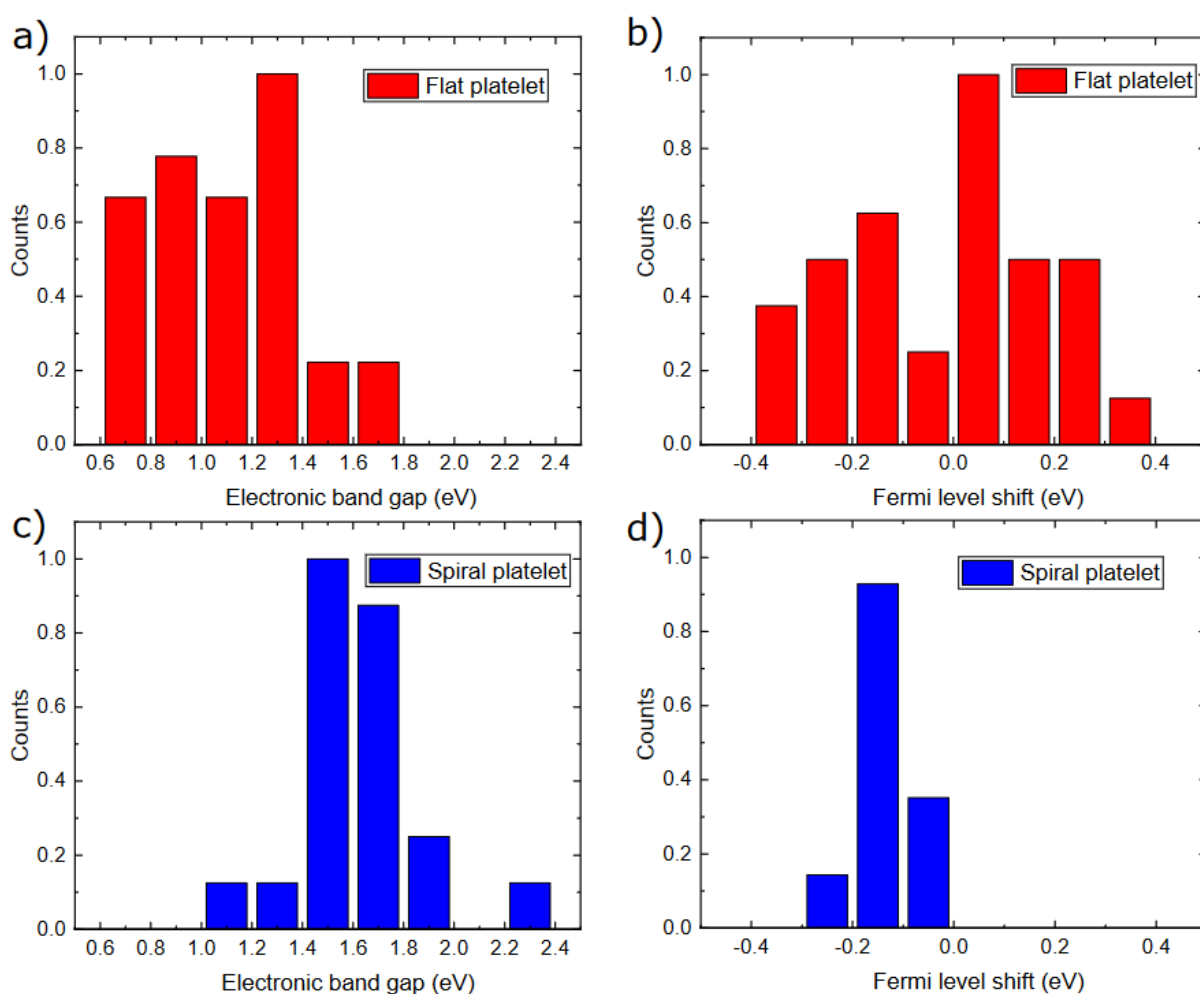 a)
Flat platelet
Counts
1.0
0.8
0.6
0.4
0.2
0.0
0.6 0.8 1.0 1.2 1.4 1.6 1.8 2.0 2.2 2.4
Electronic band gap (eV)
b)
Flat platelet
Counts
1.0
0.8
0.6
0.4
0.2
0.0
-0.4 -0.2 0.0 0.2 0.4
Fermi level shift (eV)
c)
Spiral platelet
Counts
1.0
0.8
0.6
0.4
0.2
0.0
0.6 0.8 1.0 1.2 1.4 1.6 1.8 2.0 2.2 2.4
Electronic band gap (eV)
d)
Spiral platelet
Counts
1.0
0.8
0.6
0.4
0.2
0.0
-0.4 -0.2 0.0 0.2 0.4
Fermi level shift (eV)